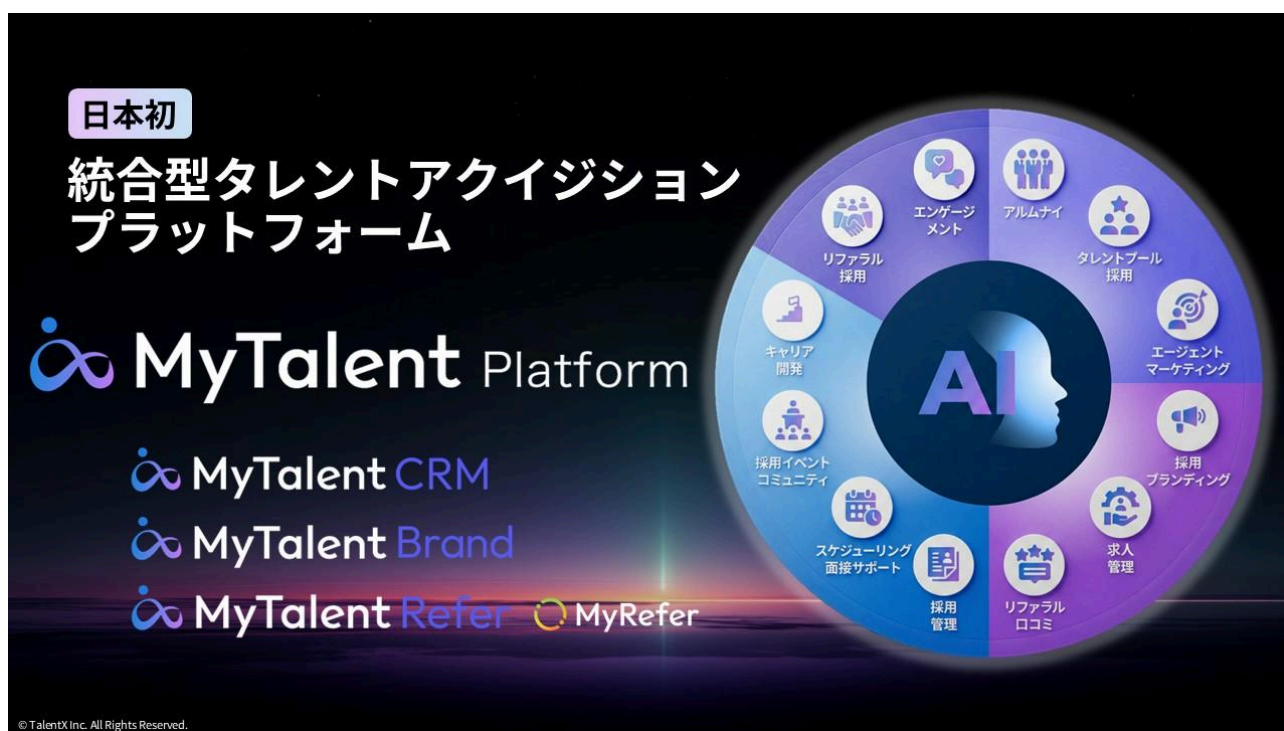 日本初
統合型タレントアクイジション
プラットフォーム
MyTalent Platform
MyTalent CRM
MyTalent Brand
MyTalent Refer MyRefer
エンゲージ
メント
アルムナイ
リファラル
採用
タレントプール
採用
キャリア
開発
エージェント
マーケティング
AI
採用イベント
コミュニティ
採用
ブランディング
スケジューリング
面接サポート
求人
管理
採用
管理
リファラル
口コミ
© TalentX Inc. All Rights Reserved.